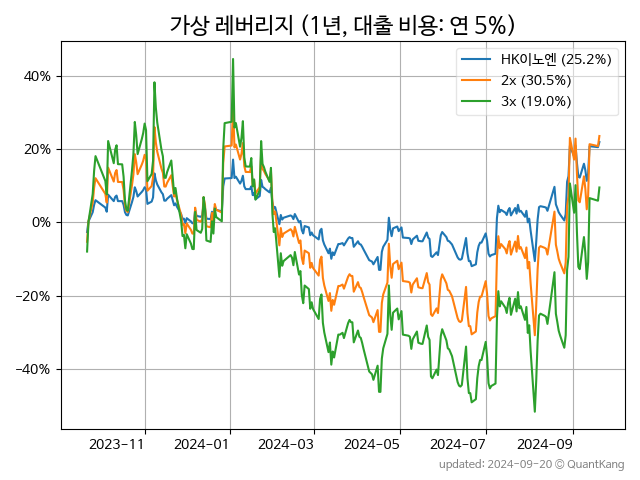 가상 레버리지 (1년, 대출 비용: 연 5%)
HK이노엔 (25.2%)
2x (30.5%)
3x (19.0%)
40%
20%
0%
−20%
−40%
2023-11 2024-01 2024-03 2024-05 2024-07 2024-09
updated: 2024-09-20 © QuantKang